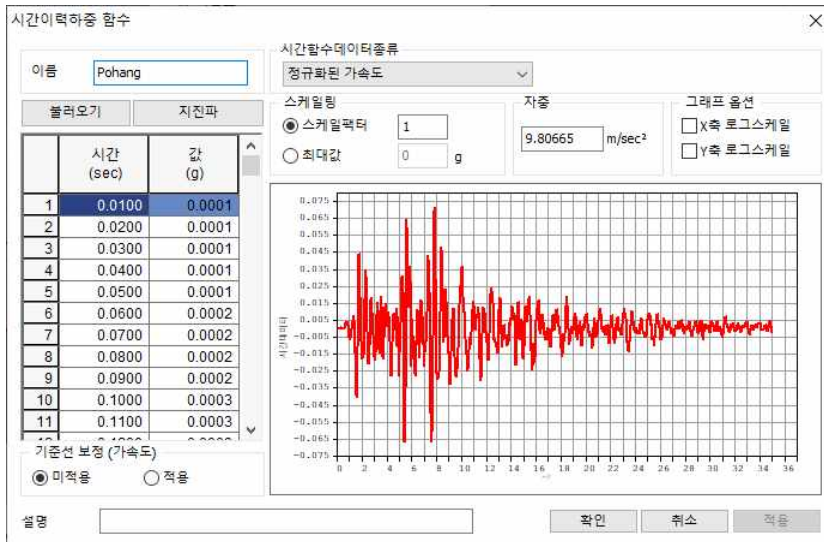 시간이력하중 함수
이름
Pohang
시간함수데이터종류
정규화된 가속도
불러오기
지진파
스케일링
스케일팩터
1
최대값
0
g
자중
9.80665
m/sec²
그래프 옵션
X축 로그스케일
Y축 로그스케일
시간 (sec) 값 (g)
1 0.0100 0.0001
2 0.0200 0.0001
3 0.0300 0.0001
4 0.0400 0.0001
5 0.0500 0.0001
6 0.0600 0.0002
7 0.0700 0.0002
8 0.0800 0.0002
9 0.0900 0.0002
10 0.1000 0.0003
11 0.1100 0.0003
0.075
0.065
0.055
0.045
0.035
0.025
0.015
0.005
-0.005
-0.015
-0.025
-0.035
-0.045
-0.055
-0.065
-0.075
시간데이터
0 2 4 6 8 10 12 14 16 18 20 22 24 26 28 30 32 34 36
기준선 보정 (가속도)
미적용
적용
설명
확인
취소
적용